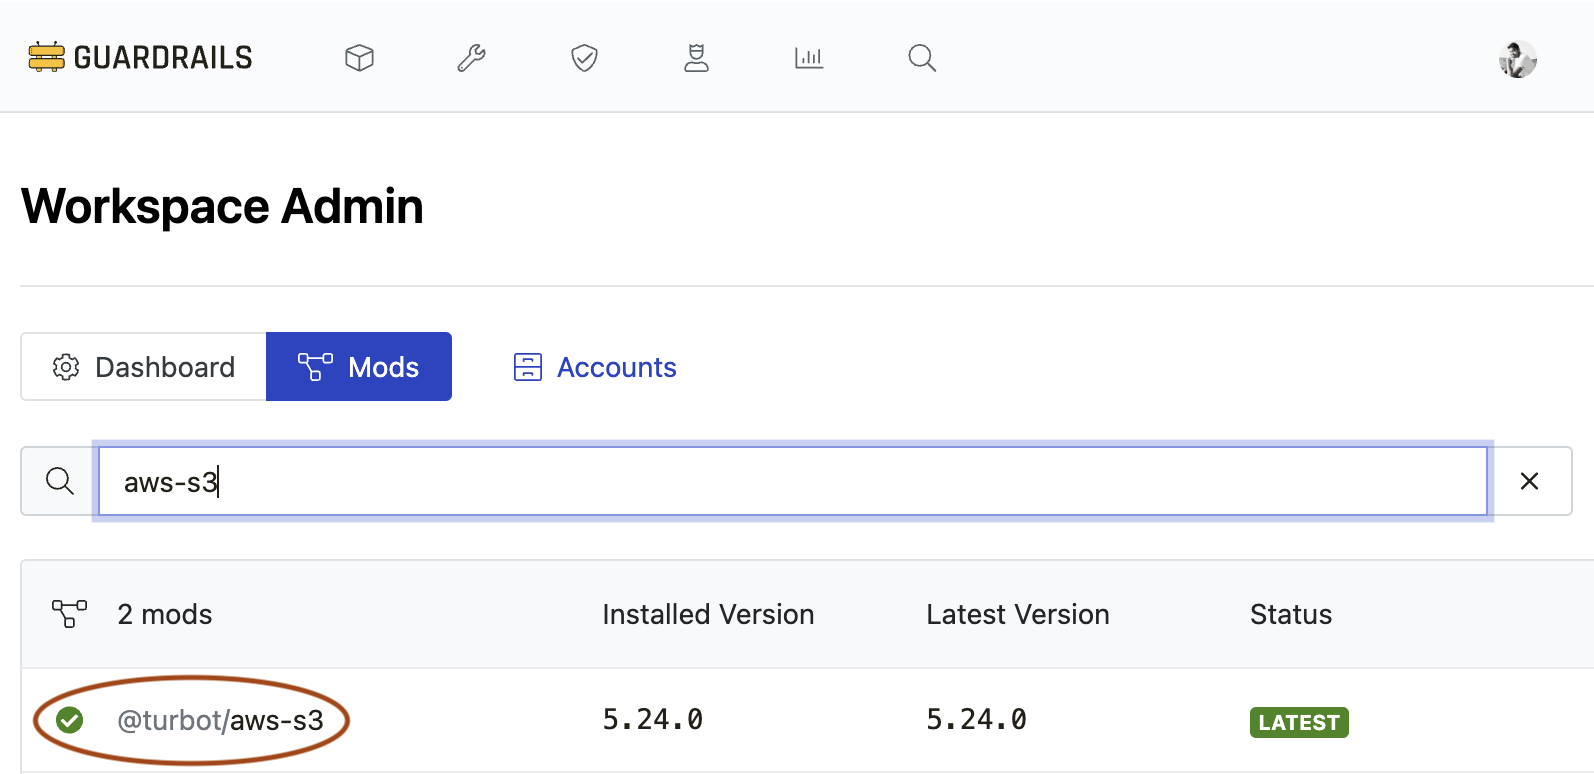 GUARDRAILS
Workspace Admin
Dashboard Mods Accounts
aws-s3
2 mods Installed Version Latest Version Status
@turbot/aws-s3 5.24.0 5.24.0 LATEST